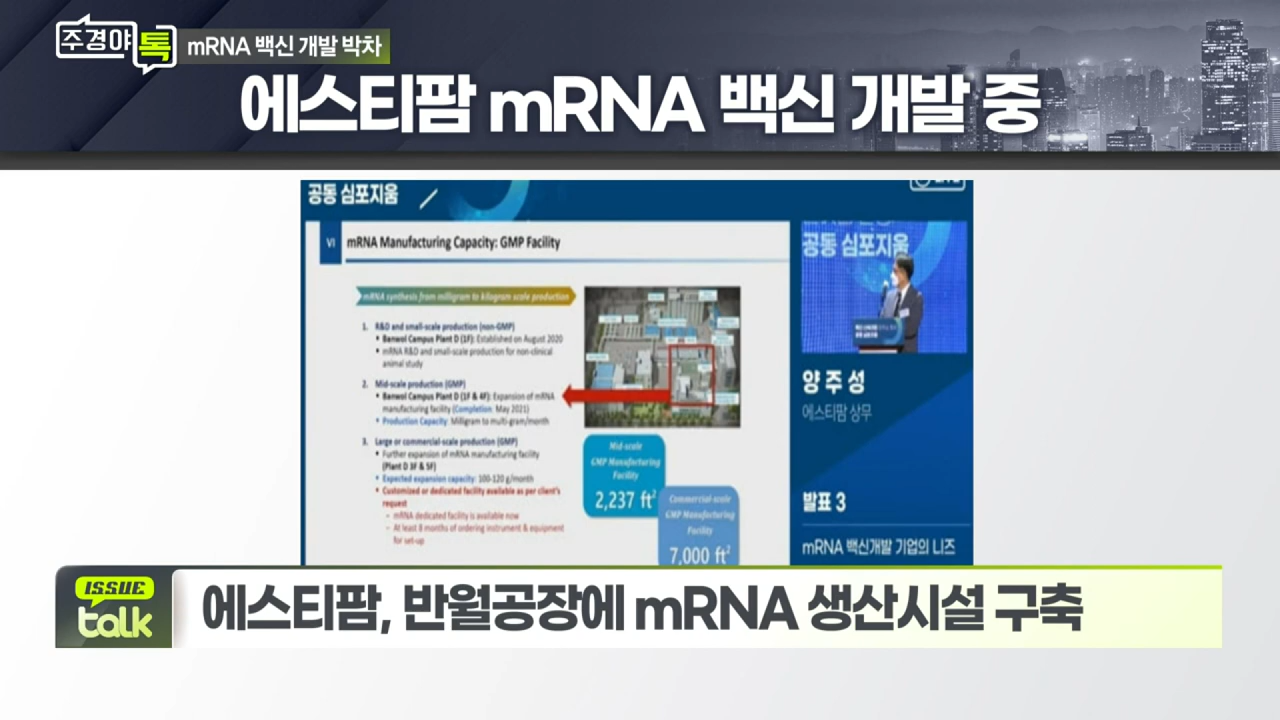 주경야톡
mRNA 백신 개발 박차
에스티팜 mRNA 백신 개발 중
공동 심포지움
VI mRNA Manufacturing Capacity: GMP Facility
mRNA synthesis from milligram to kilogram scale production
1. R&D and small-scale production (non-GMP)
• Banwol Campus Plant D (1F): Established on August 2020
• mRNA R&D and small-scale production for non-clinical
animal study
2. Mid-scale production (GMP)
• Banwol Campus Plant D (1F & 4F): Expansion of mRNA
manufacturing facility (Completion: May 2021)
• Production Capacity: Milligram to multi-gram/month
3. Large or commercial-scale production (GMP)
• Further expansion of mRNA manufacturing facility
(Plant D 3F & 5F)
• Expected expansion capacity: 100-120 g/month
• Customized or dedicated facility available as per client's
request
- mRNA dedicated facility is available now
- At least 8 months of ordering instrument & equipment
for set-up
Mid-scale
GMP Manufacturing
Facility
2,237 ft²
Commercial-scale
GMP Manufacturing
Facility
7,000 ft²
공동 심포지움
양주성
에스티팜 상무
발표 3
mRNA 백신개발 기업의 니즈
ISSUE
talk
에스티팜, 반월공장에 mRNA 생산시설 구축